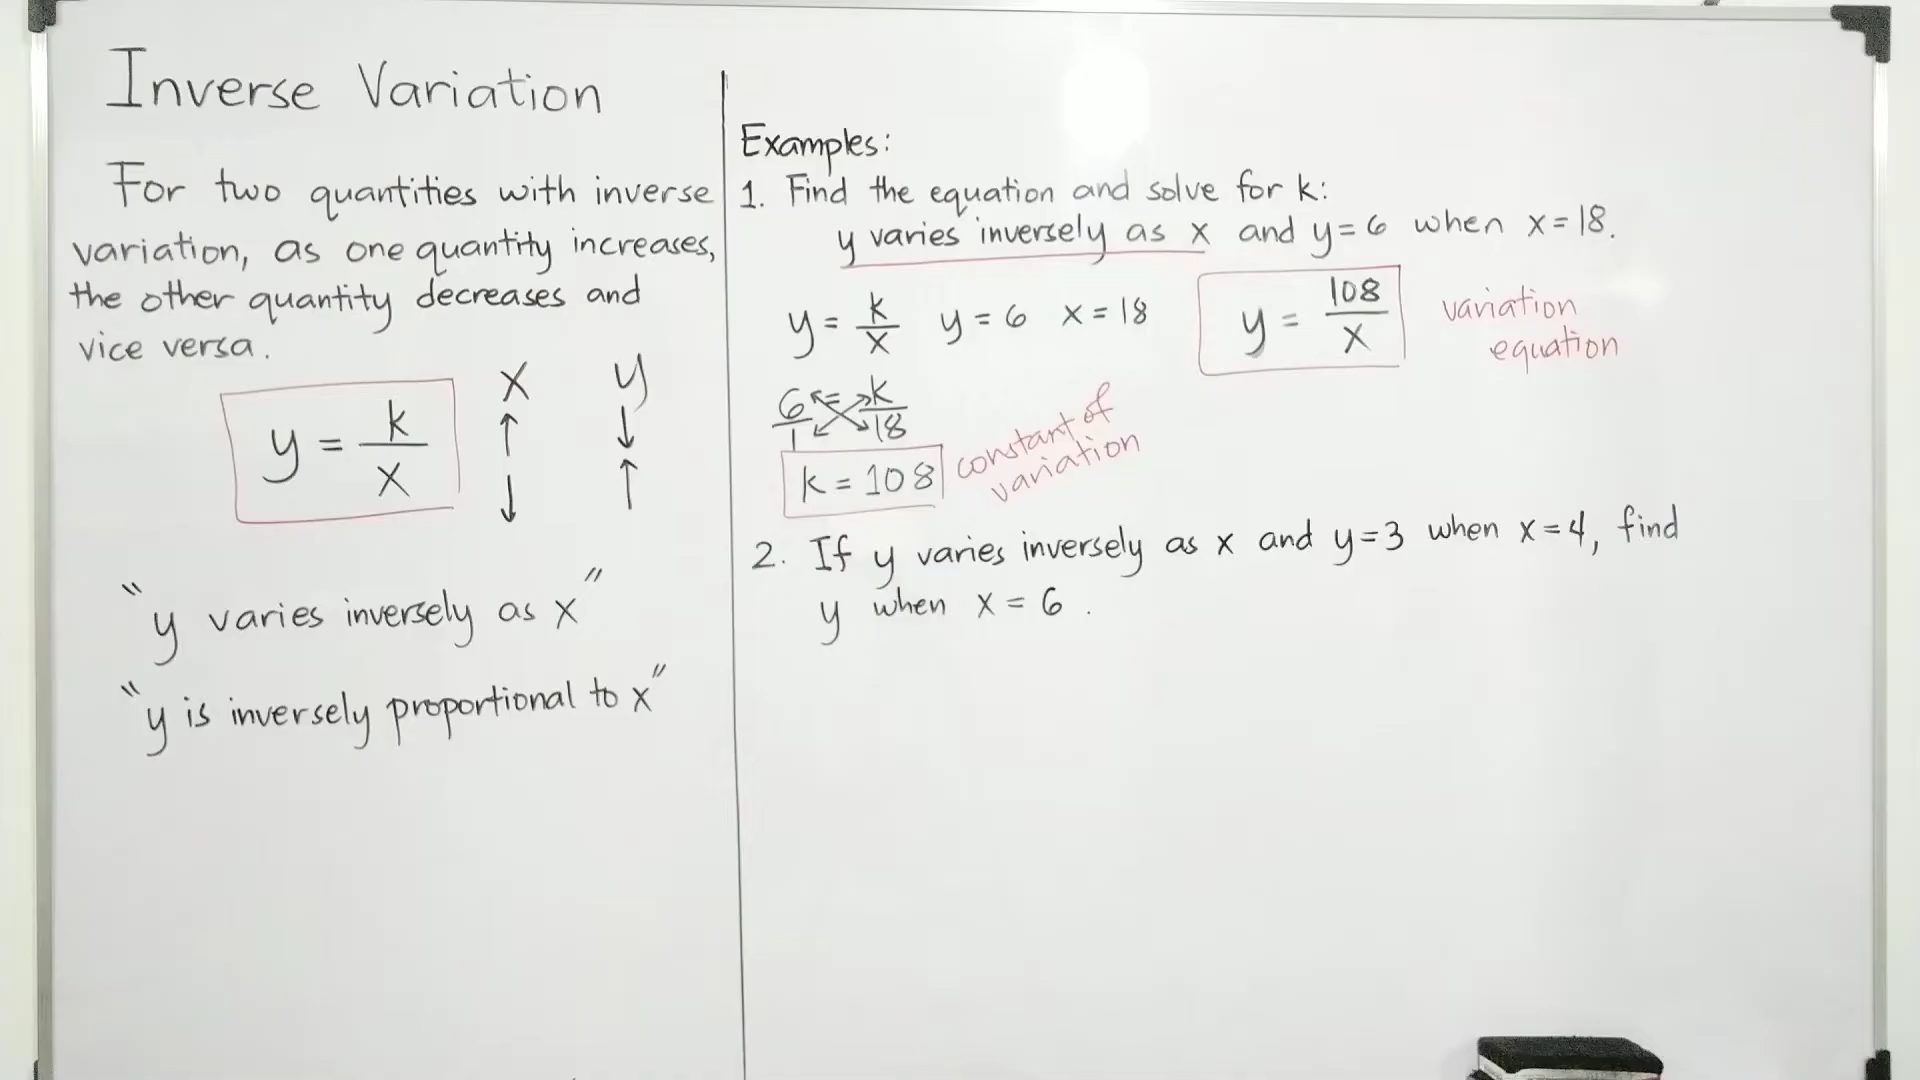 Inverse Variation
For two quantities with inverse
variation, as one quantity increases,
the other quantity decreases and
vice versa.
y = k/x
x y
↑ ↓
↓ ↑
"y varies inversely as x"
"y is inversely proportional to x"
Examples:
1. Find the equation and solve for k:
y varies inversely as x and y=6 when x=18.
y = k/x y = 6 x = 18
y = 108/x
variation
equation
6/1 = k/18
k = 108
constant of
variation
2. If y varies inversely as x and y=3 when x=4, find
y when x = 6.